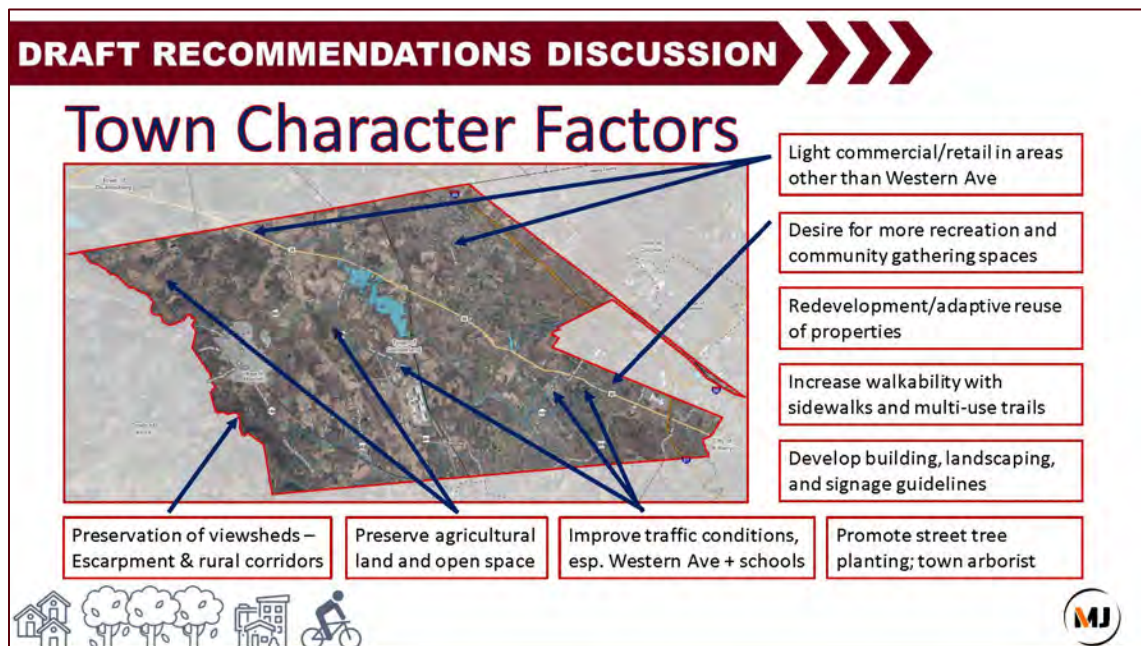 DRAFT RECOMMENDATIONS DISCUSSION
Town Character Factors
Light commercial/retail in areas
other than Western Ave
Desire for more recreation and
community gathering spaces
Redevelopment/adaptive reuse
of properties
Increase walkability with
sidewalks and multi-use trails
Develop building, landscaping,
and signage guidelines
Preservation of viewsheds –
Escarpment & rural corridors
Preserve agricultural
land and open space
Improve traffic conditions,
esp. Western Ave + schools
Promote street tree
planting; town arborist
MJ